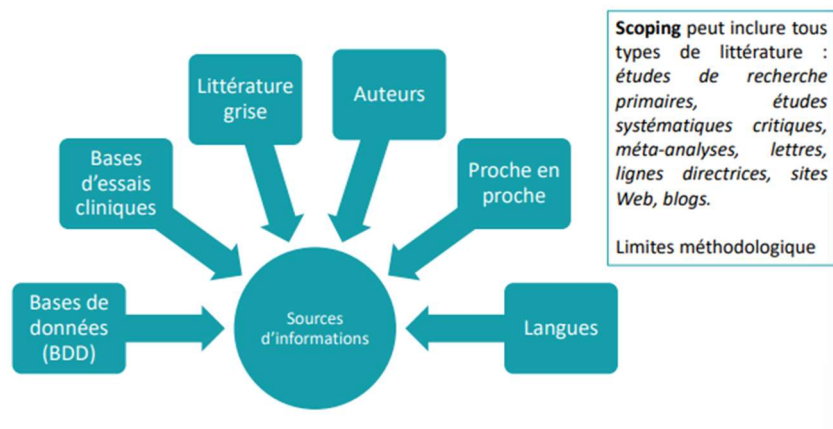 Littérature
grise
Auteurs
Bases
d'essais
cliniques
Proche en
proche
Bases de
données
(BDD)
Sources
d'informations
Langues
Scoping peut inclure tous
types de littérature :
études de recherche
primaires, études
systématiques critiques,
méta-analyses, lettres,
lignes directrices, sites
Web, blogs.
Limites méthodologique